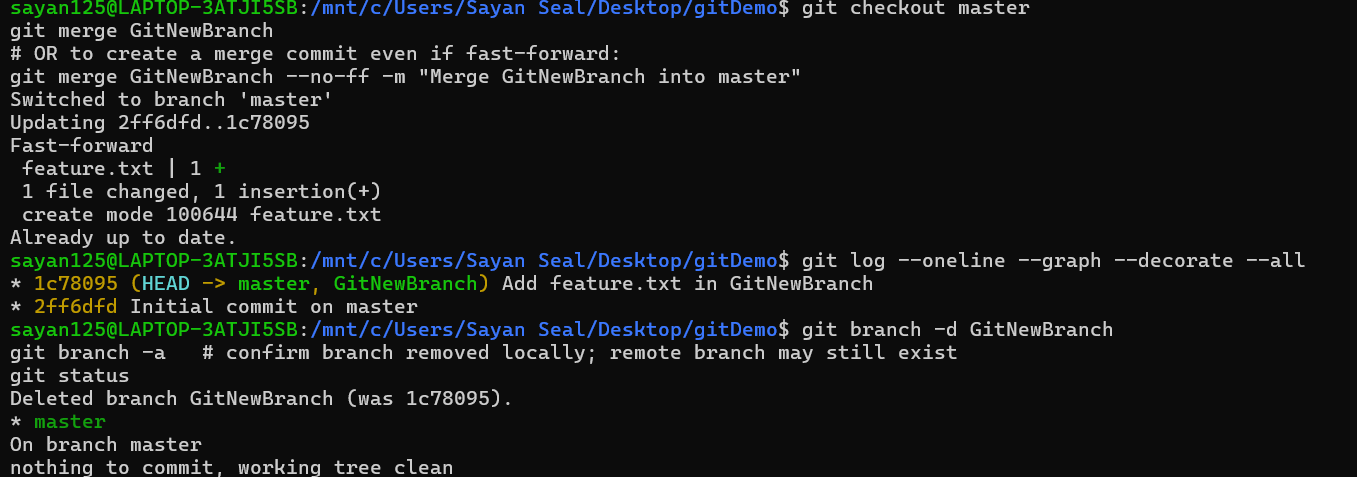 sayan125@LAPTOP-3ATJI5SB:/mnt/c/Users/Sayan Seal/Desktop/gitDemo$ git checkout master
git merge GitNewBranch
# OR to create a merge commit even if fast-forward:
git merge GitNewBranch --no-ff -m "Merge GitNewBranch into master"
Switched to branch 'master'
Updating 2ff6dfd..1c78095
Fast-forward
 feature.txt | 1 +
 1 file changed, 1 insertion(+)
 create mode 100644 feature.txt
Already up to date.
sayan125@LAPTOP-3ATJI5SB:/mnt/c/Users/Sayan Seal/Desktop/gitDemo$ git log --oneline --graph --decorate --all
* 1c78095 (HEAD -> master, GitNewBranch) Add feature.txt in GitNewBranch
* 2ff6dfd Initial commit on master
sayan125@LAPTOP-3ATJI5SB:/mnt/c/Users/Sayan Seal/Desktop/gitDemo$ git branch -d GitNewBranch
git branch -a   # confirm branch removed locally; remote branch may still exist
git status
Deleted branch GitNewBranch (was 1c78095).
* master
On branch master
nothing to commit, working tree clean